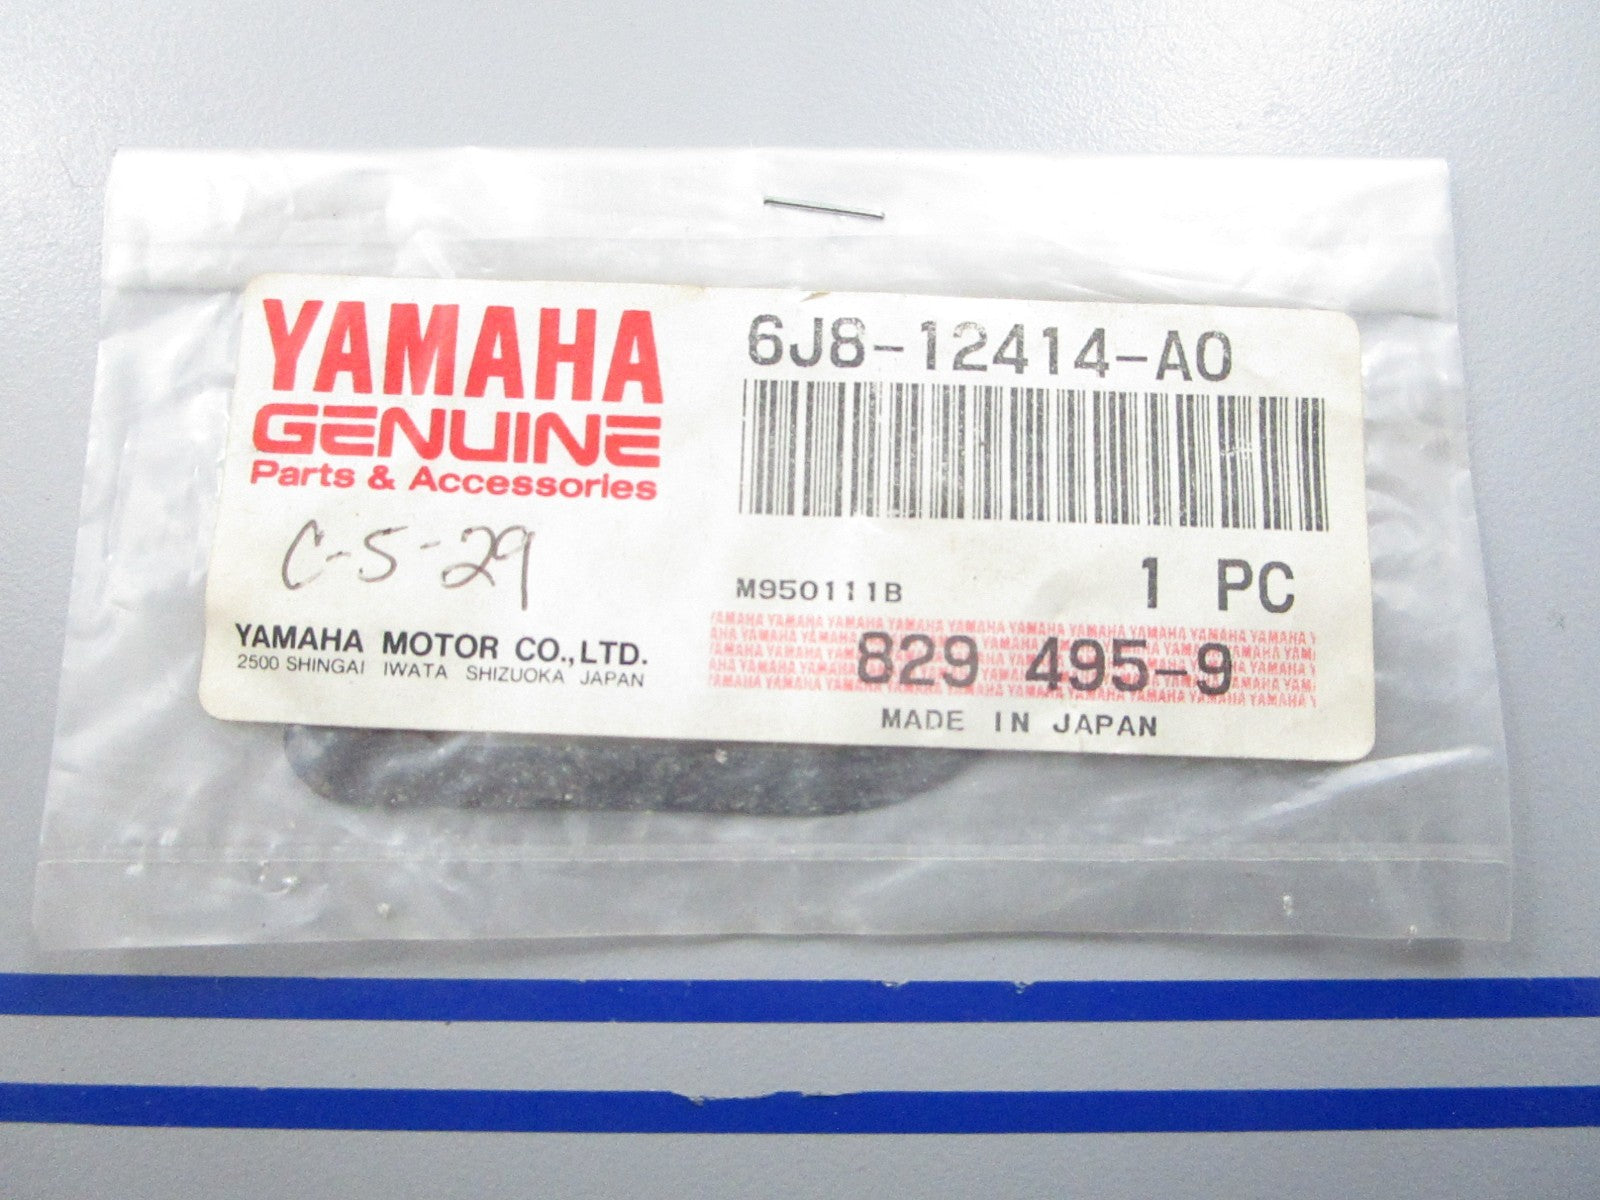 YAMAHA
GENUINE
Parts & Accessories
C-5-29
YAMAHA MOTOR CO.,LTD.
2500 SHINGAI IWATA SHIZUOKA JAPAN
6J8-12414-A0
M950111B
1 PC
829 495-9
MADE IN JAPAN